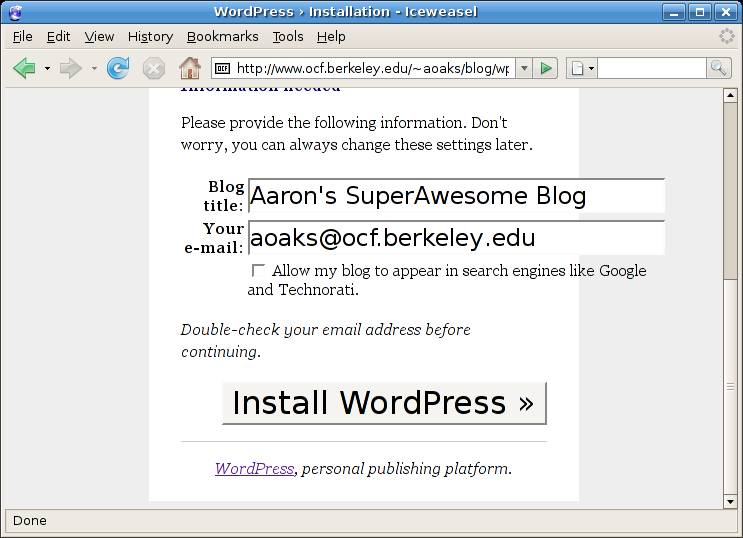 WordPress › Installation - Iceweasel
File Edit View History Bookmarks Tools Help
OCF http://www.ocf.berkeley.edu/~aoaks/blog/wp
Information needed
Please provide the following information. Don't
worry, you can always change these settings later.
Blog
title:
Aaron's SuperAwesome Blog
Your
e-mail:
aoaks@ocf.berkeley.edu
Allow my blog to appear in search engines like Google
and Technorati.
Double-check your email address before
continuing.
Install WordPress »
WordPress, personal publishing platform.
Done